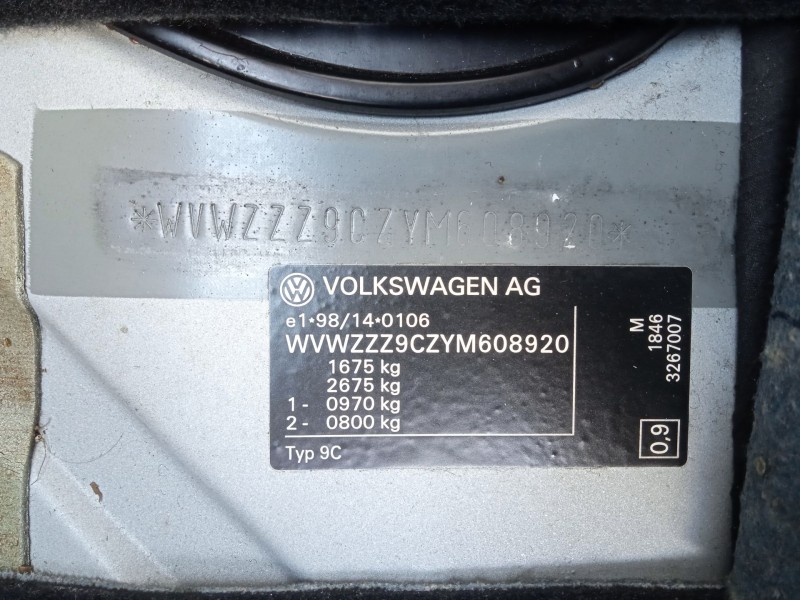 *WVWZZZ9CZYM608920*
VOLKSWAGEN AG
e1*98/14*0106
WVWZZZ9CZYM608920
1675 kg
2675 kg
1 - 0970 kg
2 - 0800 kg
Typ 9C
M
1846
3267007
0,9